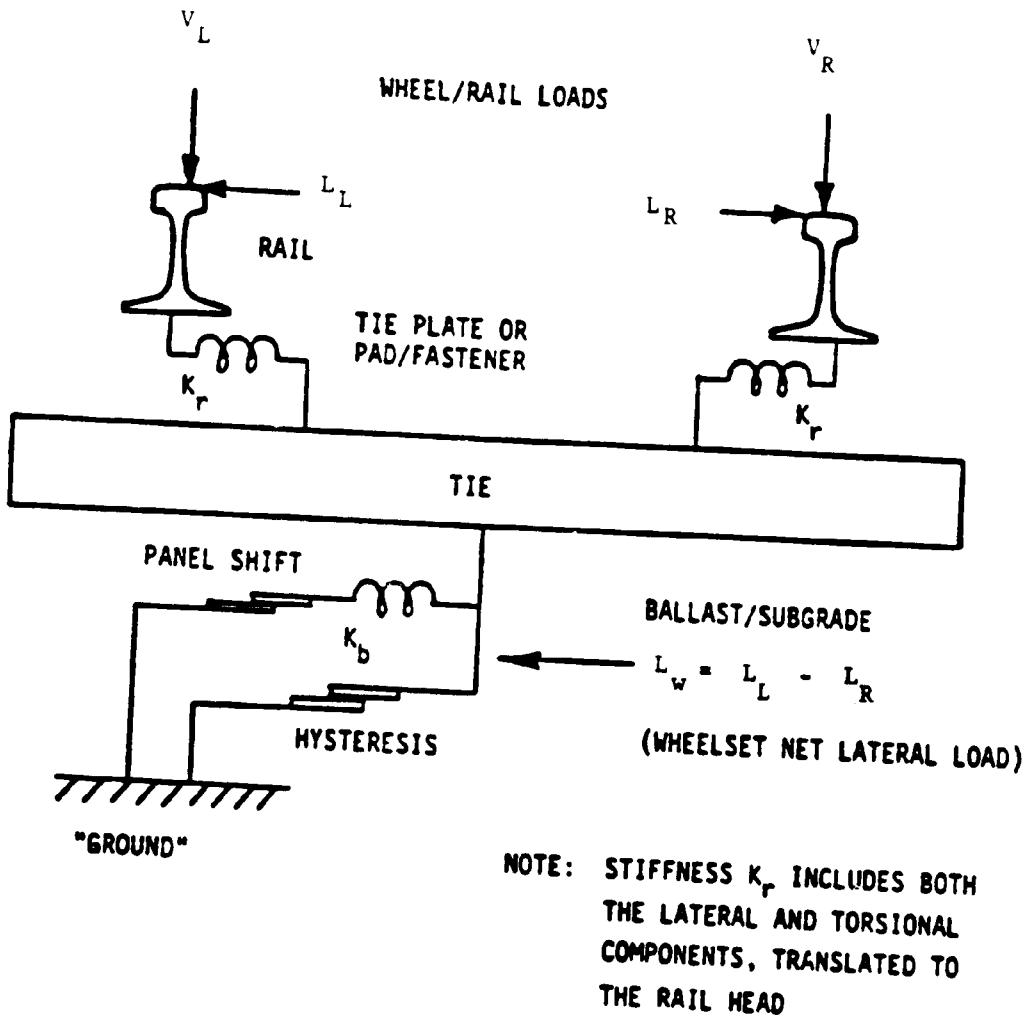 V_L
V_R
WHEEL/RAIL LOADS
L_L
L_R
RAIL
TIE PLATE OR
PAD/FASTENER
K_r
K_r
TIE
PANEL SHIFT
K_b
BALLAST/SUBGRADE
L_w = L_L - L_R
HYSTERESIS
(WHEELSET NET LATERAL LOAD)
"GROUND"
NOTE: STIFFNESS K_r INCLUDES BOTH
THE LATERAL AND TORSIONAL
COMPONENTS, TRANSLATED TO
THE RAIL HEAD